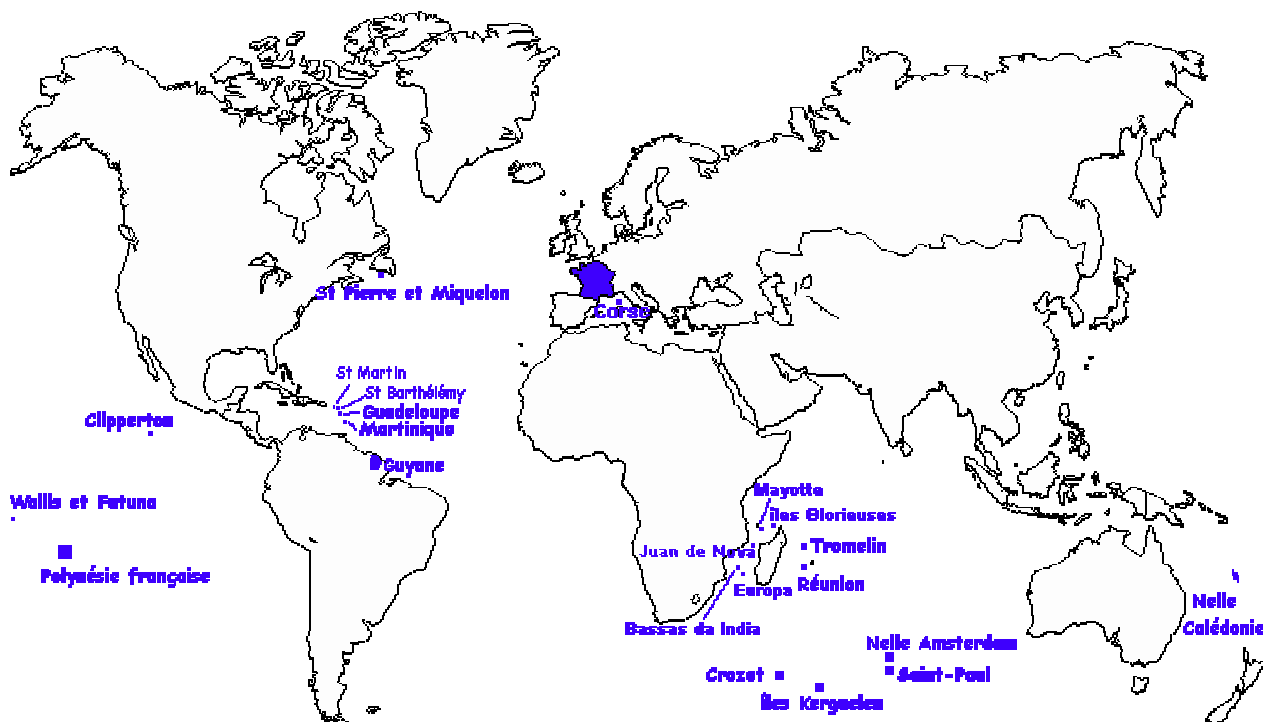 St Pierre et Miquelon
Corse
St Martin
St Barthélémy
Guadeloupe
Martinique
Clipperton
Guyane
Mayotte
Wallis et Futuna
Îles Glorieuses
Juan de Nova
Tromelin
Polynésie française
Réunion
Europa
Nelle
Calédonie
Bassas da India
Nelle Amsterdam
Crozet
Saint-Paul
Îles Kerguelen